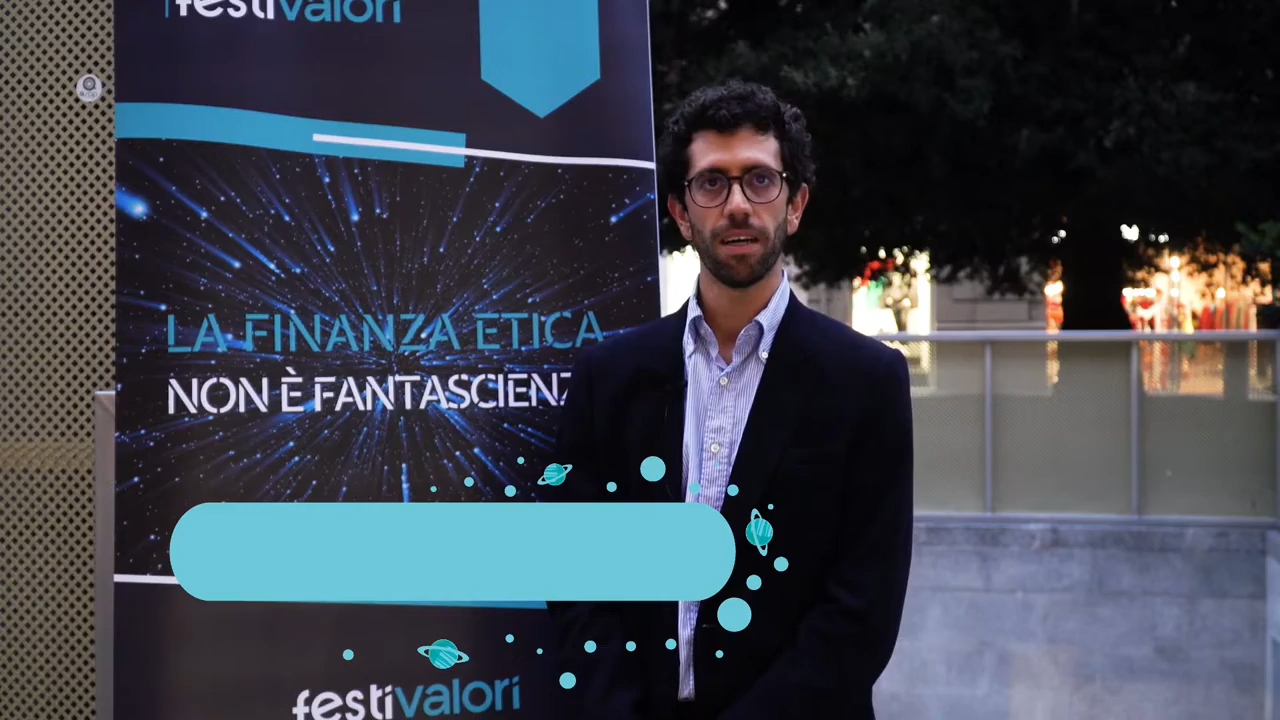 festivalori
LA FINANZA ETICA
NON È FANTASCIENZ
festivalori